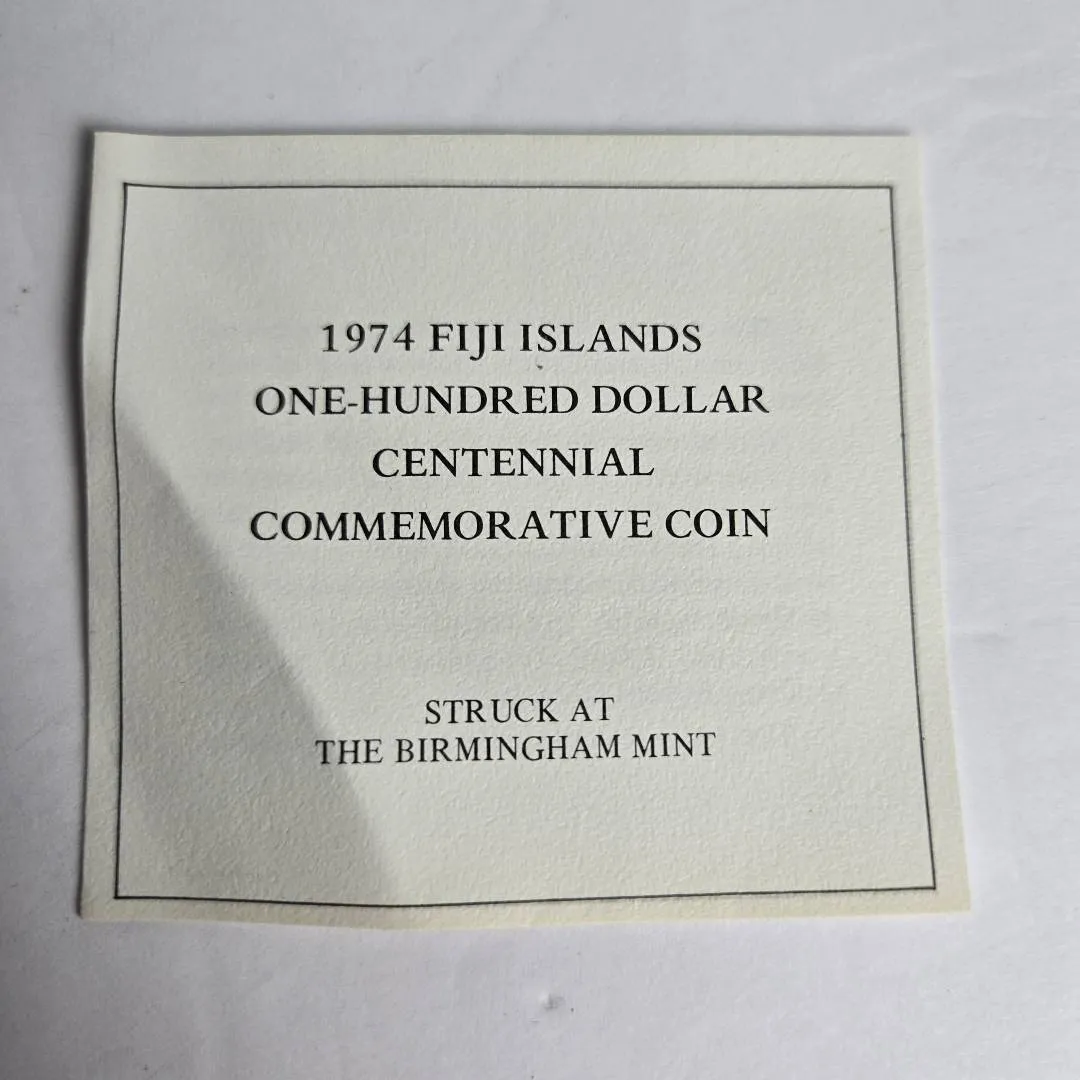 1974 FIJI ISLANDS
ONE-HUNDRED DOLLAR
CENTENNIAL
COMMEMORATIVE COIN
STRUCK AT
THE BIRMINGHAM MINT